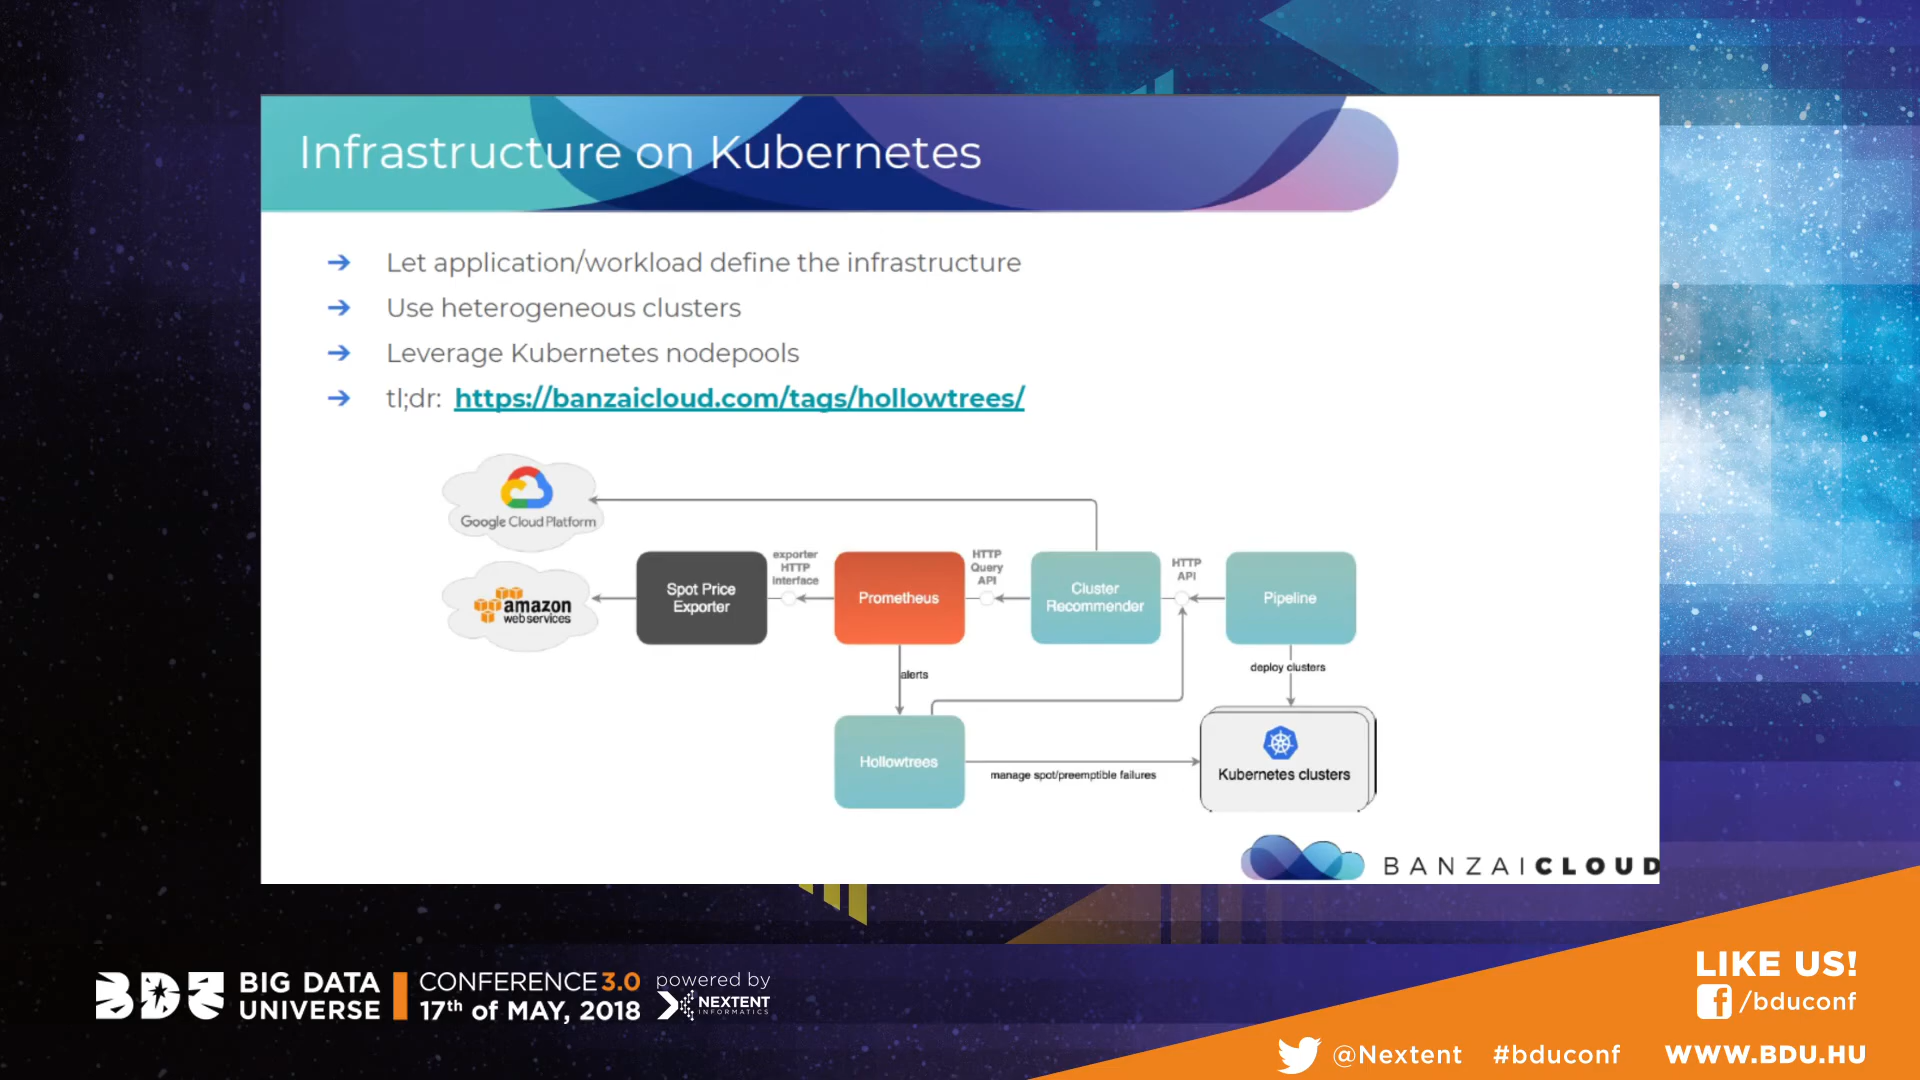 Infrastructure on Kubernetes
➔ Let application/workload define the infrastructure
➔ Use heterogeneous clusters
➔ Leverage Kubernetes nodepools
➔ tl;dr: https://banzaicloud.com/tags/hollowtrees/
Google Cloud Platform
amazon
web services
Spot Price
Exporter
exporter
HTTP
interface
Prometheus
HTTP
Query
API
Cluster
Recommender
HTTP
API
Pipeline
alerts
deploy clusters
Hollowtrees
manage spot/preemptible failures
Kubernetes clusters
BANZAICLOUD
BDU BIG DATA UNIVERSE
CONFERENCE 3.0
17th of MAY, 2018
powered by
NEXTENT
INFORMATICS
LIKE US!
/bduconf
@Nextent #bduconf WWW.BDU.HU